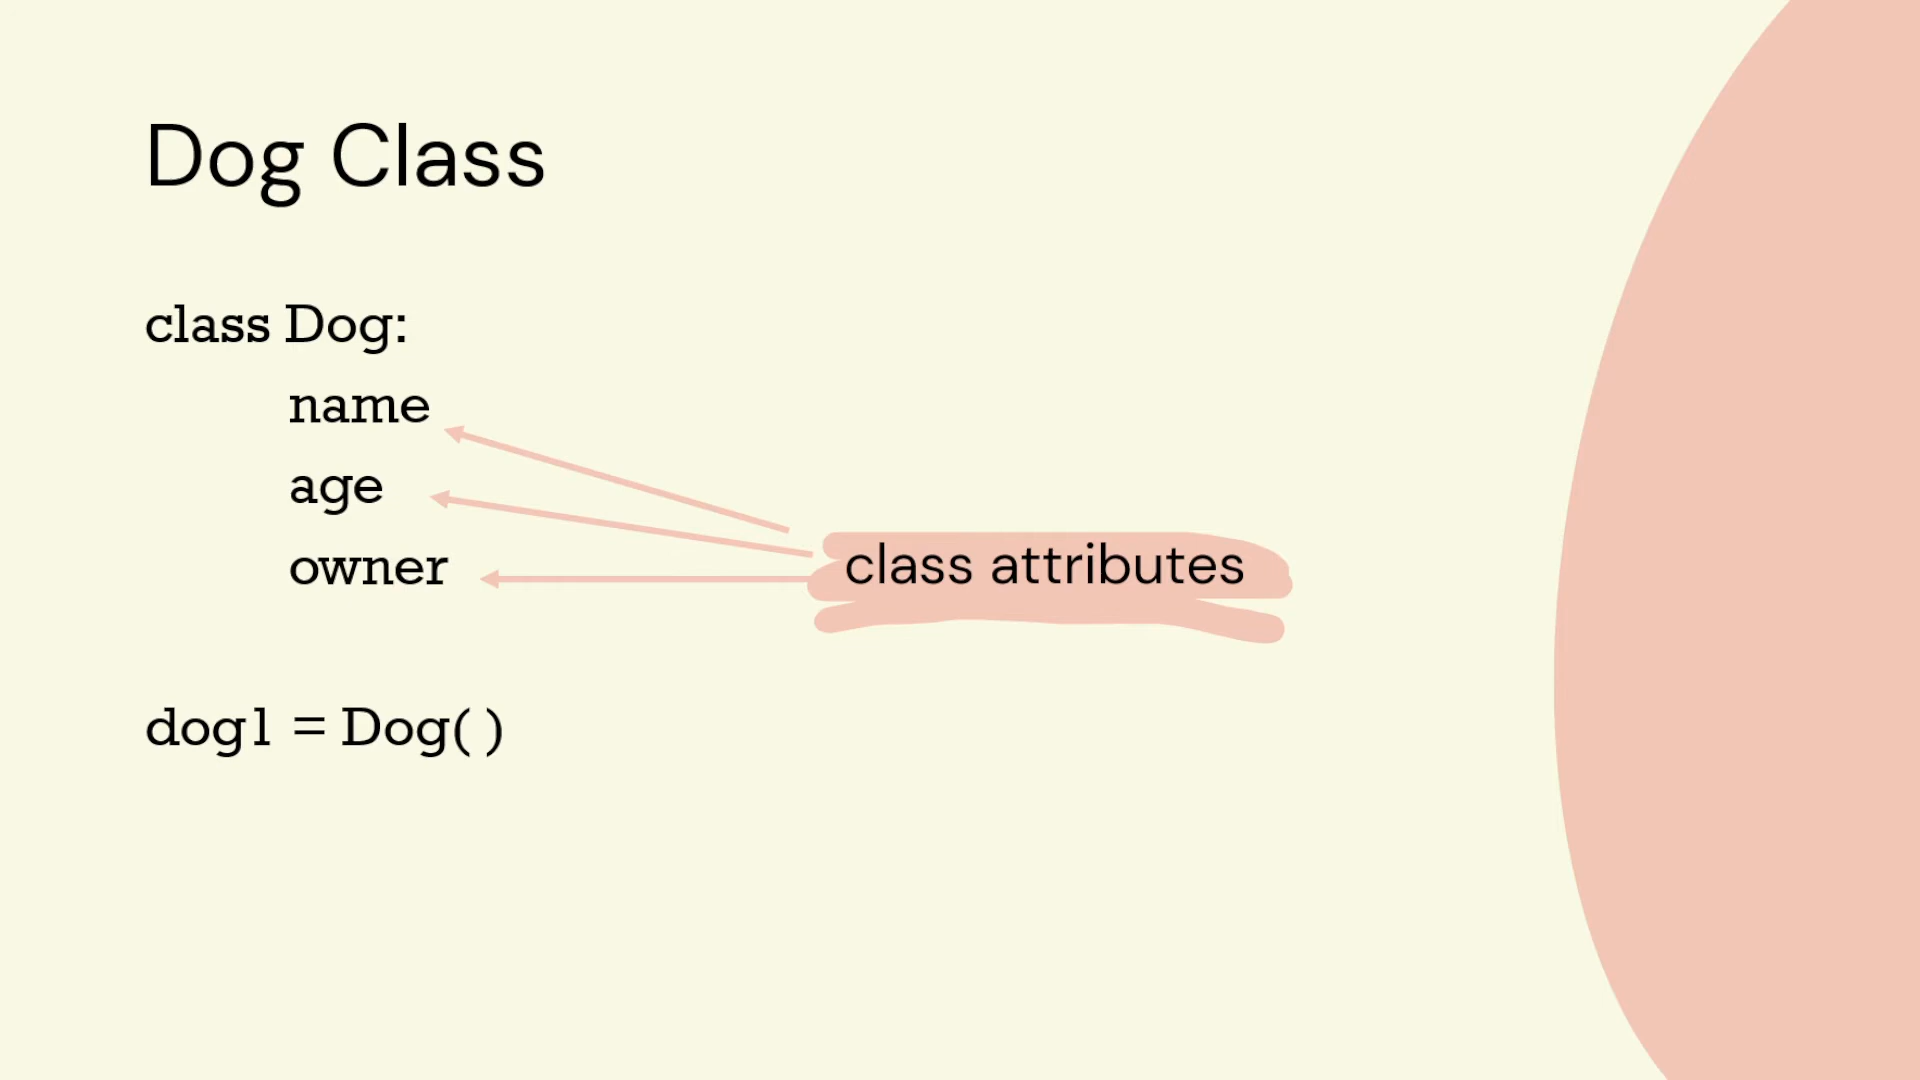 Dog Class
class Dog:
name
age
owner
class attributes
dog1 = Dog( )